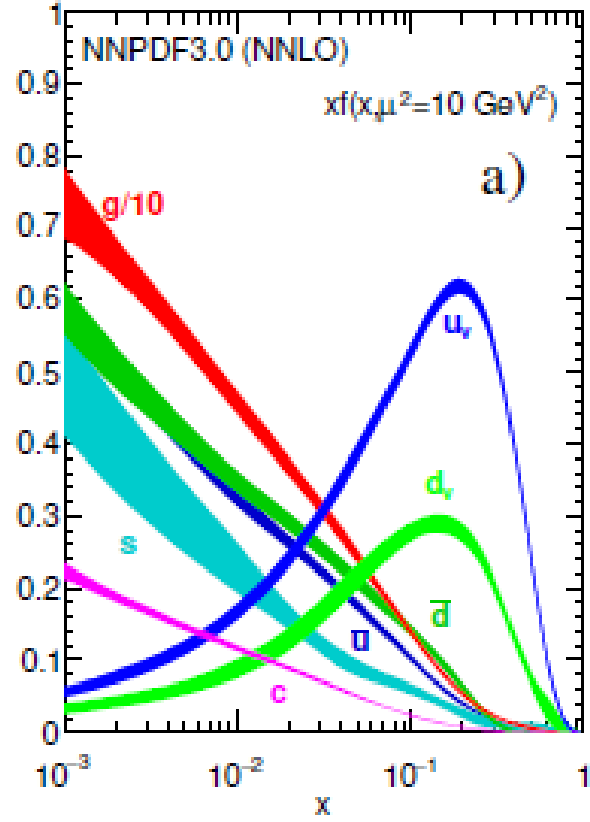 NNPDF3.0 (NNLO)
xf(x,μ²=10 GeV²)
a)
g/10
uᵥ
dᵥ
s
d̅
u̅
c
1
0.9
0.8
0.7
0.6
0.5
0.4
0.3
0.2
0.1
0
10⁻³
10⁻²
10⁻¹
1
x